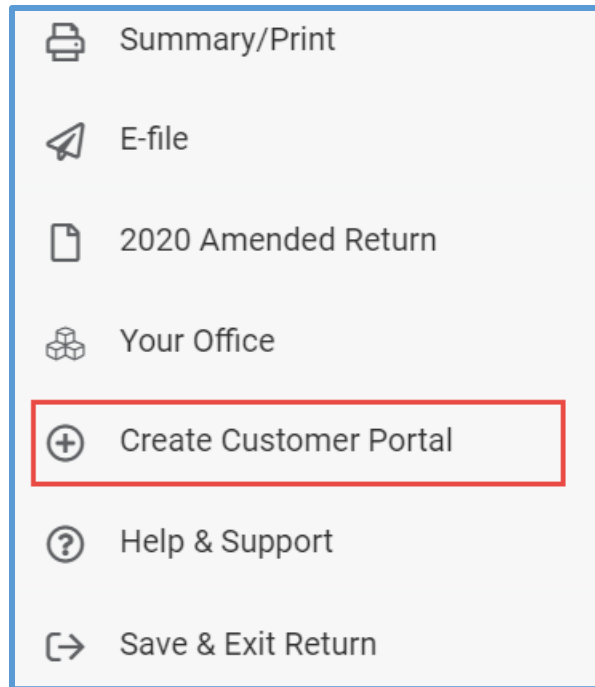 Summary/Print
E-file
2020 Amended Return
Your Office
Create Customer Portal
Help & Support
Save & Exit Return